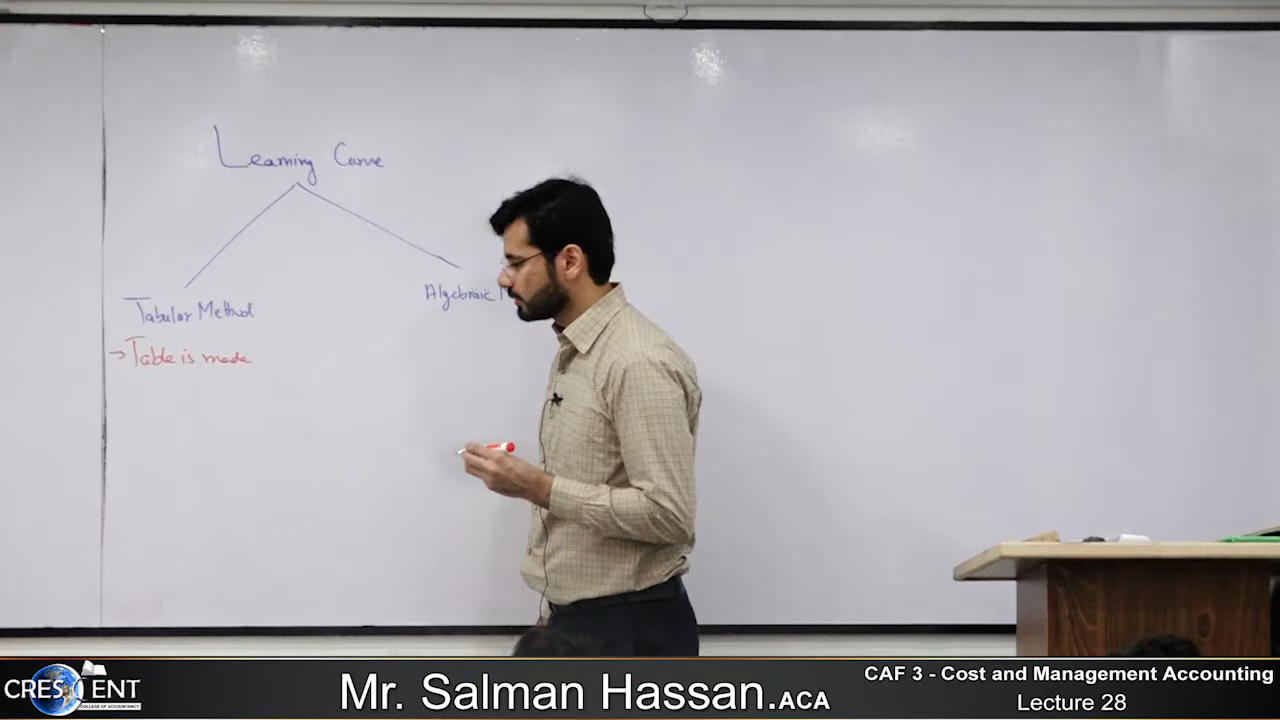 Learning Curve
Tabular Method
Algebraic
→ Table is made
CRESCENT
COLLEGE OF ACCOUNTANCY
Mr. Salman Hassan.ACA
CAF 3 - Cost and Management Accounting
Lecture 28